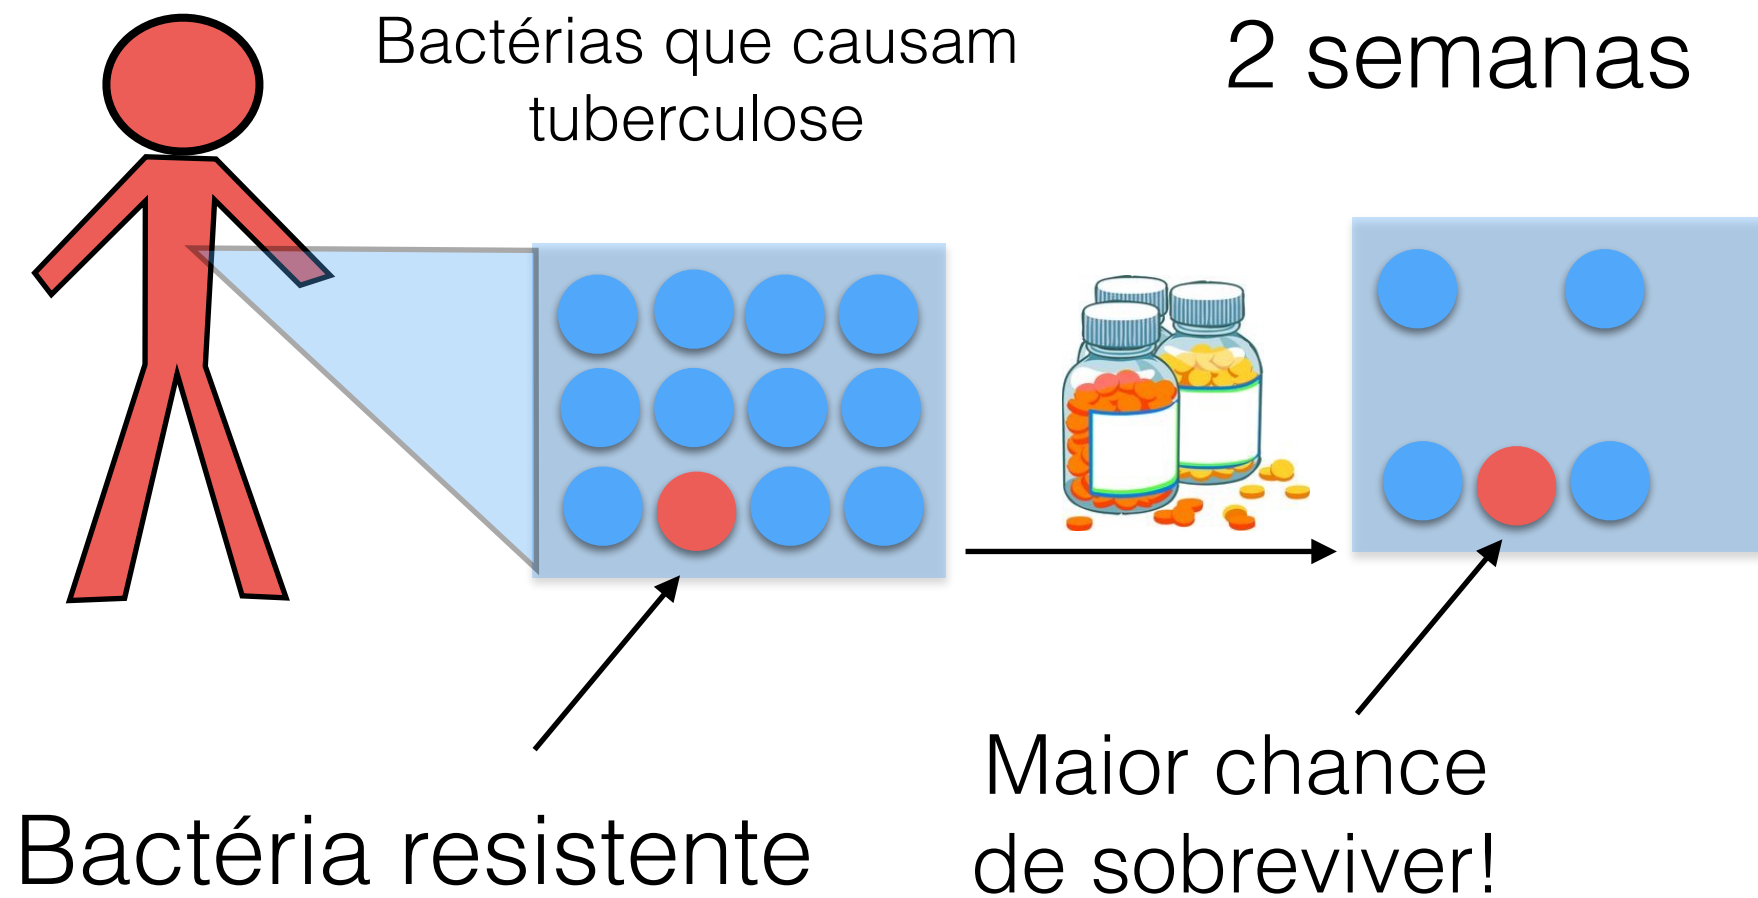 Bactérias que causam
tuberculose
2 semanas
Bactéria resistente
Maior chance
de sobreviver!